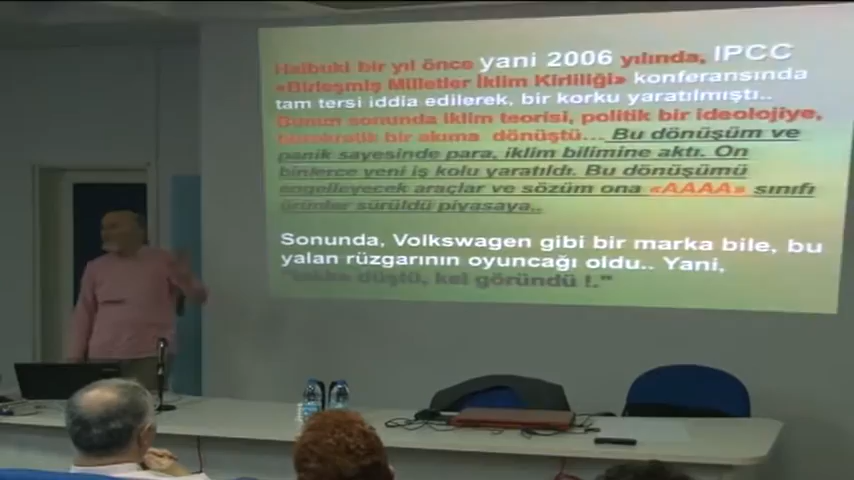 Halbuki bir yıl önce yani 2006 yılında, IPCC
«Birleşmiş Milletler İklim Kirliliği» konferansında
tam tersi iddia edilerek, bir korku yaratılmıştı..
Bunun sonunda iklim teorisi, politik bir ideolojiye,
bir akıma dönüştü... Bu dönüşüm ve
panik sayesinde para, iklim bilimine aktı. On
binlerce yeni iş kolu yaratıldı. Bu dönüşümü
engelleyecek araçlar ve sözüm ona «AAAA» sınıfı
ürünler sürüldü piyasaya..
Sonunda, Volkswagen gibi bir marka bile, bu
yalan rüzgarının oyuncağı oldu.. Yani,
düştü, kel göründü !."